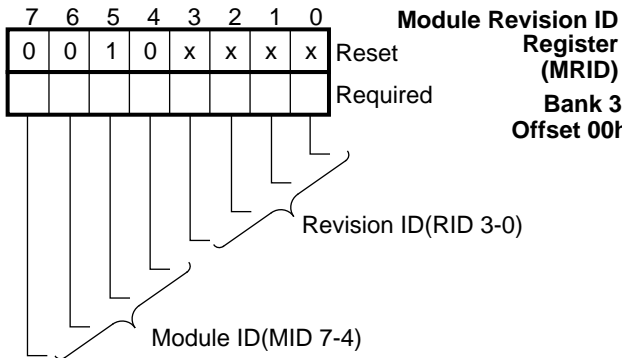 7 6 5 4 3 2 1 0
0 0 1 0 x x x x Reset
Required
Module Revision ID
Register
(MRID)
Bank 3
Offset 00h
Revision ID(RID 3-0)
Module ID(MID 7-4)